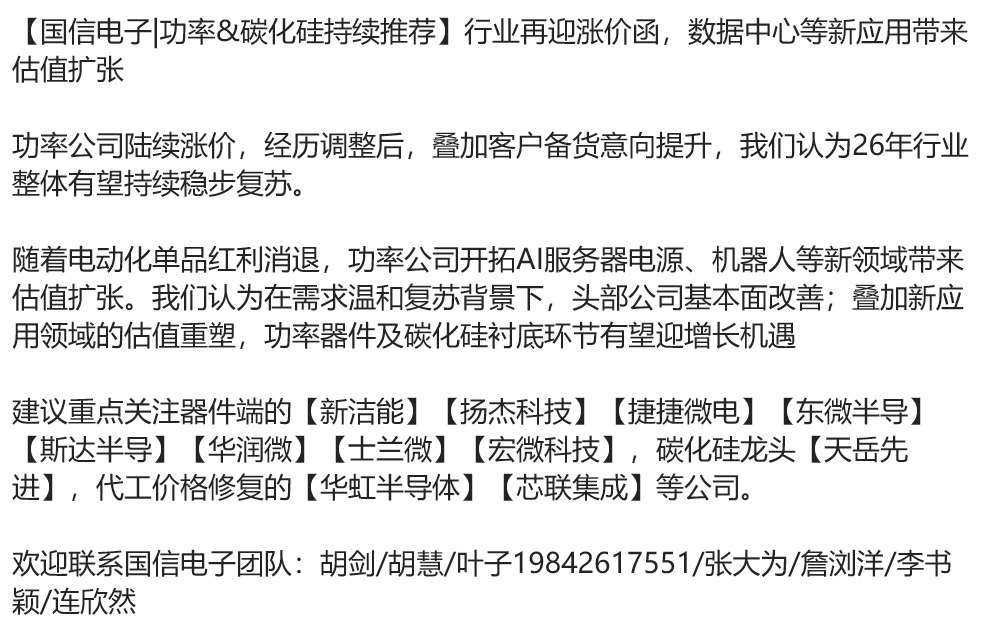 【国信电子|功率&碳化硅持续推荐】行业再迎涨价函，数据中心等新应用带来
估值扩张
功率公司陆续涨价，经历调整后，叠加客户备货意向提升，我们认为26年行业
整体有望持续稳步复苏。
随着电动化单品红利消退，功率公司开拓AI服务器电源、机器人等新领域带来
估值扩张。我们认为在需求温和复苏背景下，头部公司基本面改善；叠加新应
用领域的估值重塑，功率器件及碳化硅衬底环节有望迎增长机遇
建议重点关注器件端的【新洁能】【扬杰科技】【捷捷微电】【东微半导】
【斯达半导】【华润微】【士兰微】【宏微科技】，碳化硅龙头【天岳先
进】，代工价格修复的【华虹半导体】【芯联集成】等公司。
欢迎联系国信电子团队：胡剑/胡慧/叶子19842617551/张大为/詹浏洋/李书
颖/连欣然